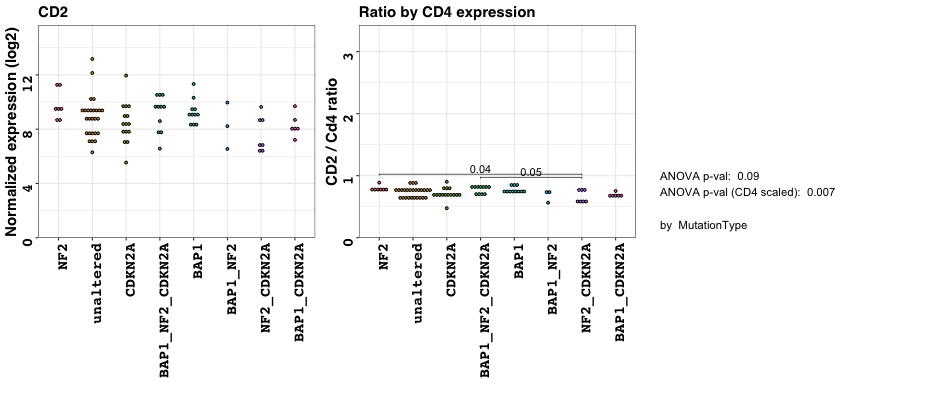 CD2
Normalized expression (log2)
0
4
8
12
NF2
unaltered
CDKN2A
BAP1_NF2_CDKN2A
BAP1
BAP1_NF2
NF2_CDKN2A
BAP1_CDKN2A
Ratio by CD4 expression
CD2 / Cd4 ratio
0
1
2
3
0.04
0.05
NF2
unaltered
CDKN2A
BAP1_NF2_CDKN2A
BAP1
BAP1_NF2
NF2_CDKN2A
BAP1_CDKN2A
ANOVA p-val: 0.09
ANOVA p-val (CD4 scaled): 0.007
by MutationType